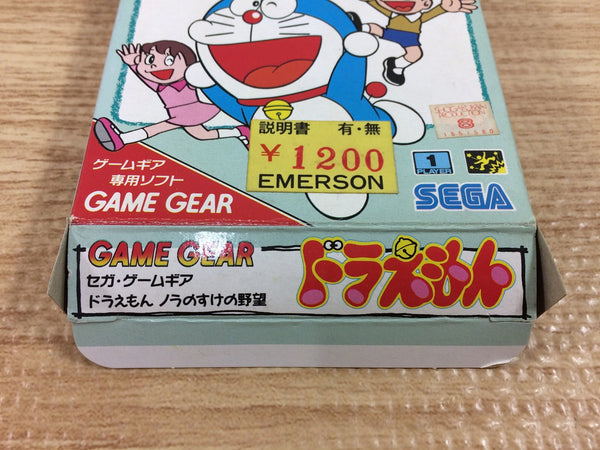 説明書 有・無
¥1200
EMERSON
ゲームギア
専用ソフト
GAME GEAR
1
PLAYER
SEGA
GAME GEAR
セガ・ゲームギア
ドラえもん ノラのすけの野望
ドラえもん